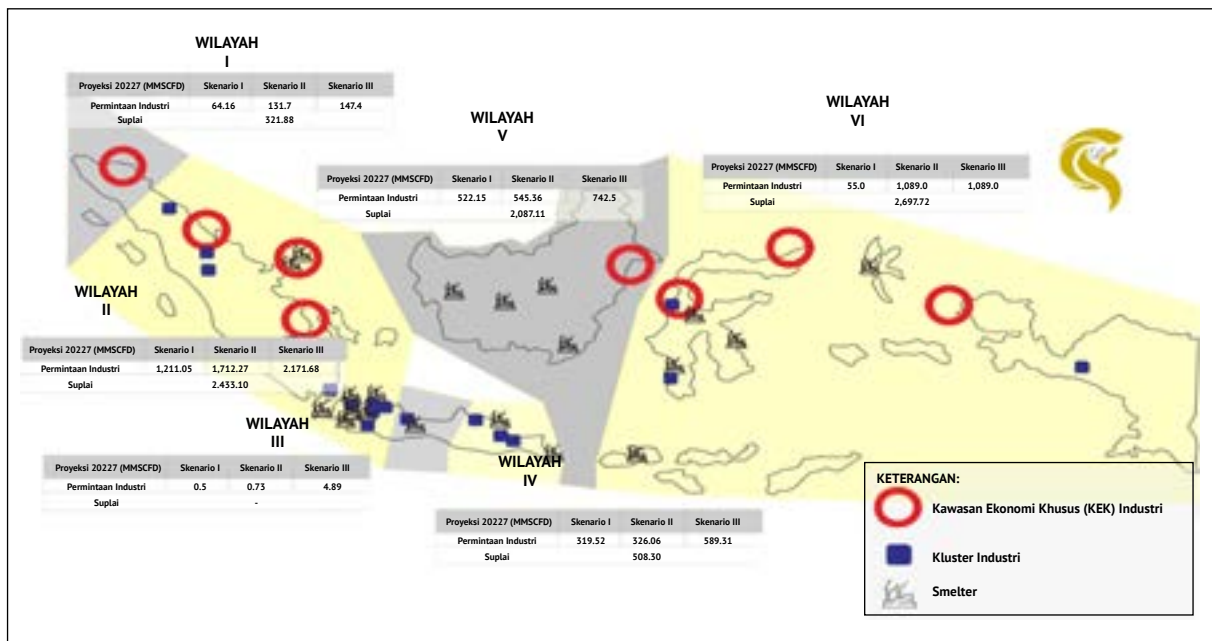 WILAYAH
I
Proyeksi 20227 (MMSCFD) Skenario I Skenario II Skenario III
Permintaan Industri 64.16 131.7 147.4
Suplai 321.88
WILAYAH
V
Proyeksi 20227 (MMSCFD) Skenario I Skenario II Skenario III
Permintaan Industri 522.15 545.36 742.5
Suplai 2,087.11
WILAYAH
VI
Proyeksi 20227 (MMSCFD) Skenario I Skenario II Skenario III
Permintaan Industri 55.0 1,089.0 1,089.0
Suplai 2,697.72
WILAYAH
II
Proyeksi 20227 (MMSCFD) Skenario I Skenario II Skenario III
Permintaan Industri 1,211.05 1,712.27 2.171.68
Suplai 2.433.10
WILAYAH
III
Proyeksi 20227 (MMSCFD) Skenario I Skenario II Skenario III
Permintaan Industri 0.5 0.73 4.89
Suplai -
WILAYAH
IV
Proyeksi 20227 (MMSCFD) Skenario I Skenario II Skenario III
Permintaan Industri 319.52 326.06 589.31
Suplai 508.30
KETERANGAN:
Kawasan Ekonomi Khusus (KEK) Industri
Kluster Industri
Smelter